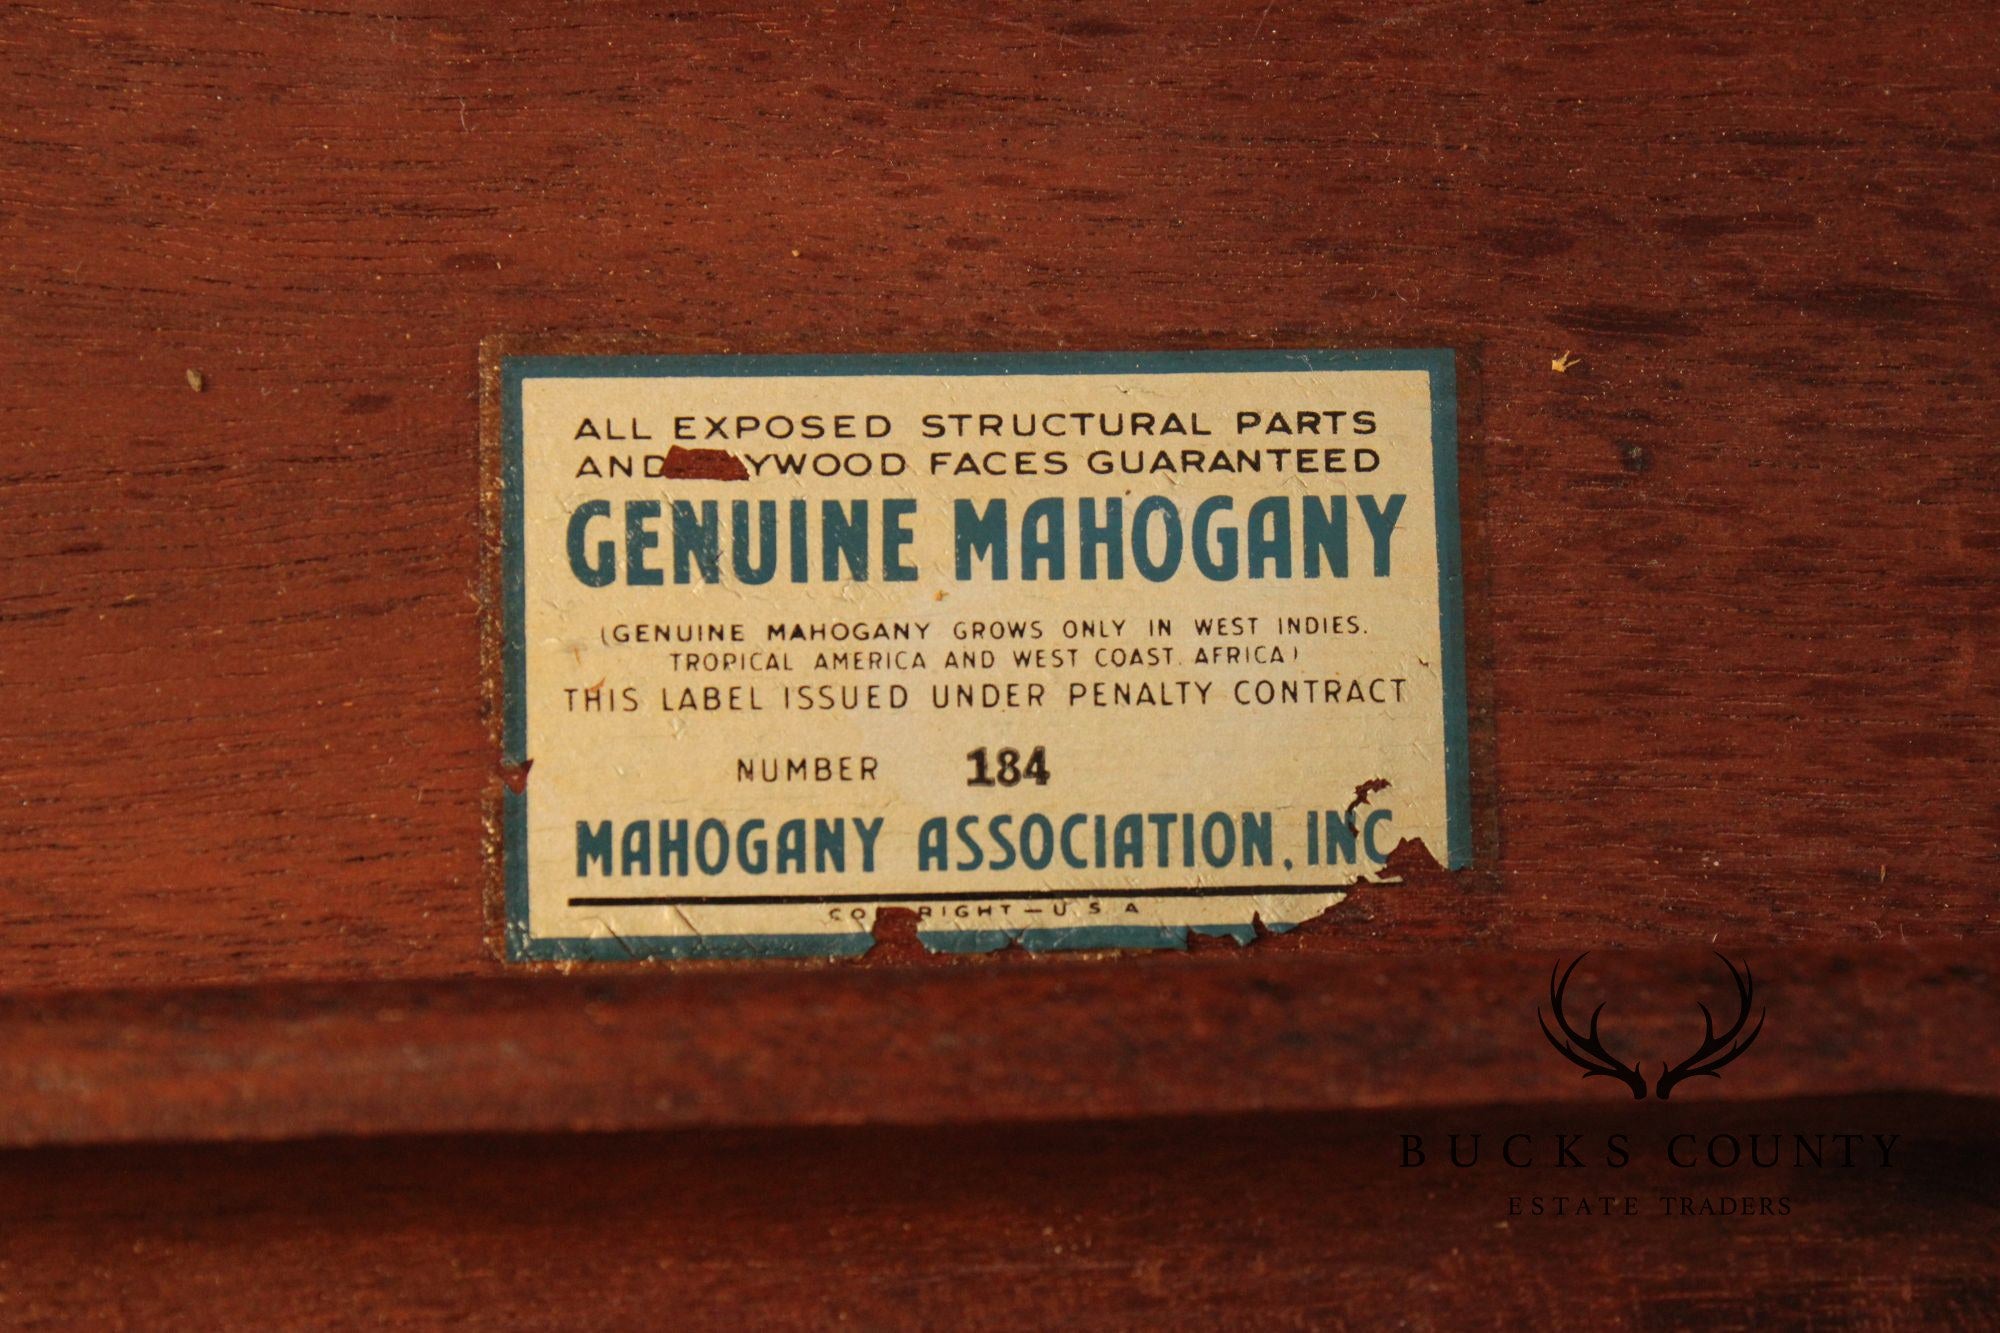 ALL EXPOSED STRUCTURAL PARTS
AND YWOOD FACES GUARANTEED
GENUINE MAHOGANY
(GENUINE MAHOGANY GROWS ONLY IN WEST INDIES.
TROPICAL AMERICA AND WEST COAST. AFRICA)
THIS LABEL ISSUED UNDER PENALTY CONTRACT
NUMBER 184
MAHOGANY ASSOCIATION, INC
CO RIGHT—U S A
BUCKS COUNTY
ESTATE TRADERS